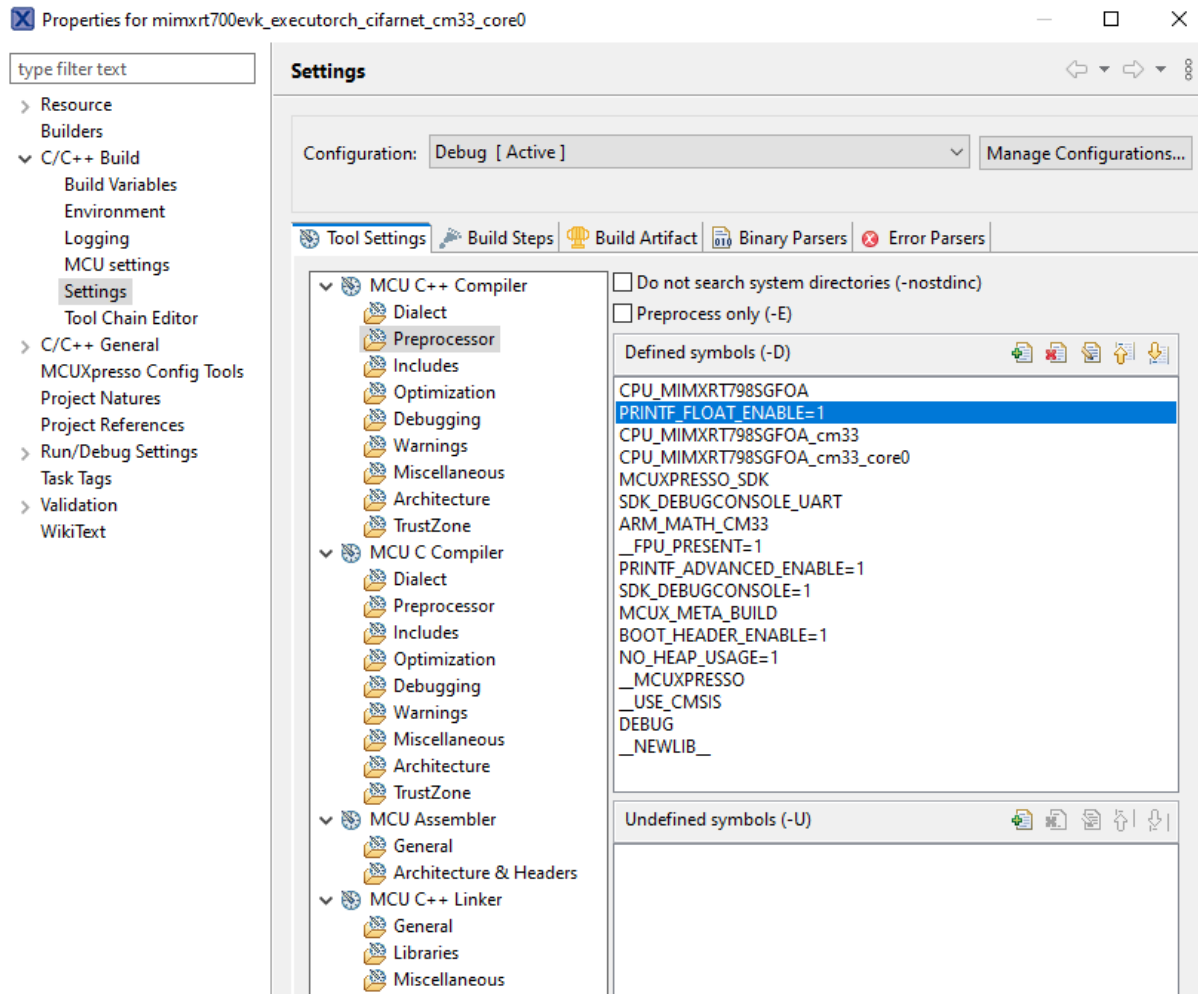 Properties for mimxrt700evk_executorch_cifarnet_cm33_core0
type filter text
Resource
Builders
C/C++ Build
Build Variables
Environment
Logging
MCU settings
Settings
Tool Chain Editor
C/C++ General
MCUXpresso Config Tools
Project Natures
Project References
Run/Debug Settings
Task Tags
Validation
WikiText
Settings
Configuration: Debug [ Active ] Manage Configurations...
Tool Settings Build Steps Build Artifact Binary Parsers Error Parsers
MCU C++ Compiler
Dialect
Preprocessor
Includes
Optimization
Debugging
Warnings
Miscellaneous
Architecture
TrustZone
MCU C Compiler
Dialect
Preprocessor
Includes
Optimization
Debugging
Warnings
Miscellaneous
Architecture
TrustZone
MCU Assembler
General
Architecture & Headers
MCU C++ Linker
General
Libraries
Miscellaneous
Do not search system directories (-nostdinc)
Preprocess only (-E)
Defined symbols (-D)
CPU_MIMXRT798SGFOA
PRINTF_FLOAT_ENABLE=1
CPU_MIMXRT798SGFOA_cm33
CPU_MIMXRT798SGFOA_cm33_core0
MCUXPRESSO_SDK
SDK_DEBUGCONSOLE_UART
ARM_MATH_CM33
__FPU_PRESENT=1
PRINTF_ADVANCED_ENABLE=1
SDK_DEBUGCONSOLE=1
MCUX_META_BUILD
BOOT_HEADER_ENABLE=1
NO_HEAP_USAGE=1
__MCUXPRESSO
__USE_CMSIS
DEBUG
__NEWLIB__
Undefined symbols (-U)